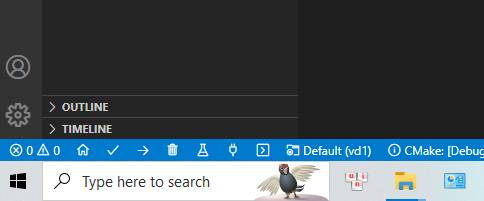 OUTLINE
TIMELINE
0 0 Default (vd1) CMake: [Debug
Type here to search